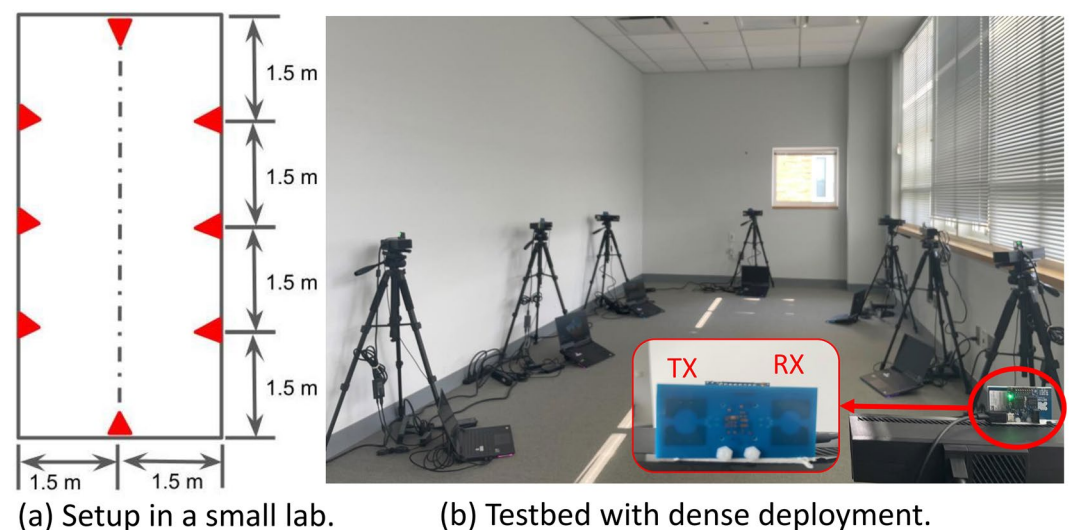 1.5 m
1.5 m
1.5 m
1.5 m
1.5 m
1.5 m
TX
RX
(a) Setup in a small lab.
(b) Testbed with dense deployment.